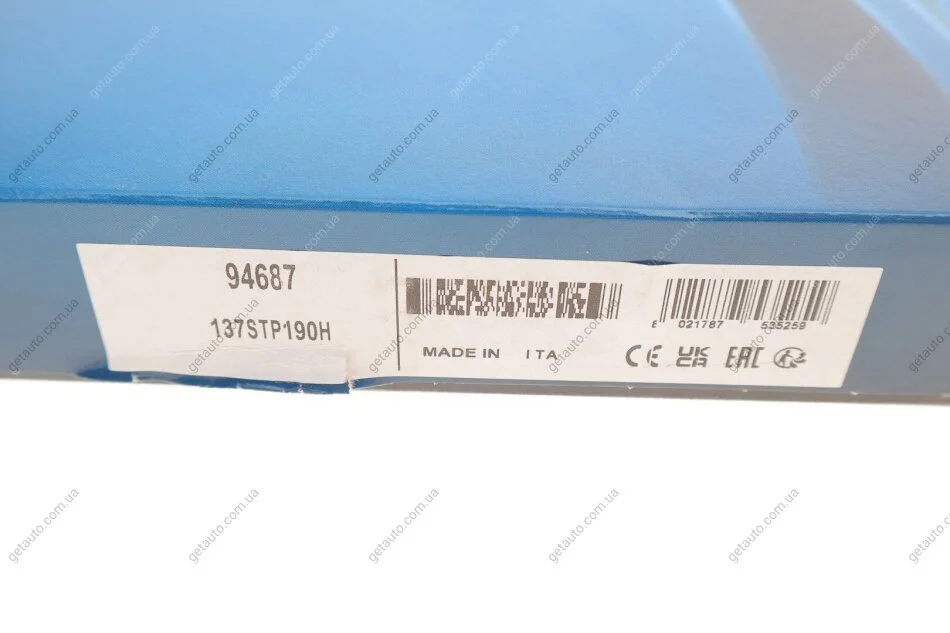 94687
137STP190H
MADE IN ITA
8 021787 535259
CE UK CA EAC
getauto.com.ua